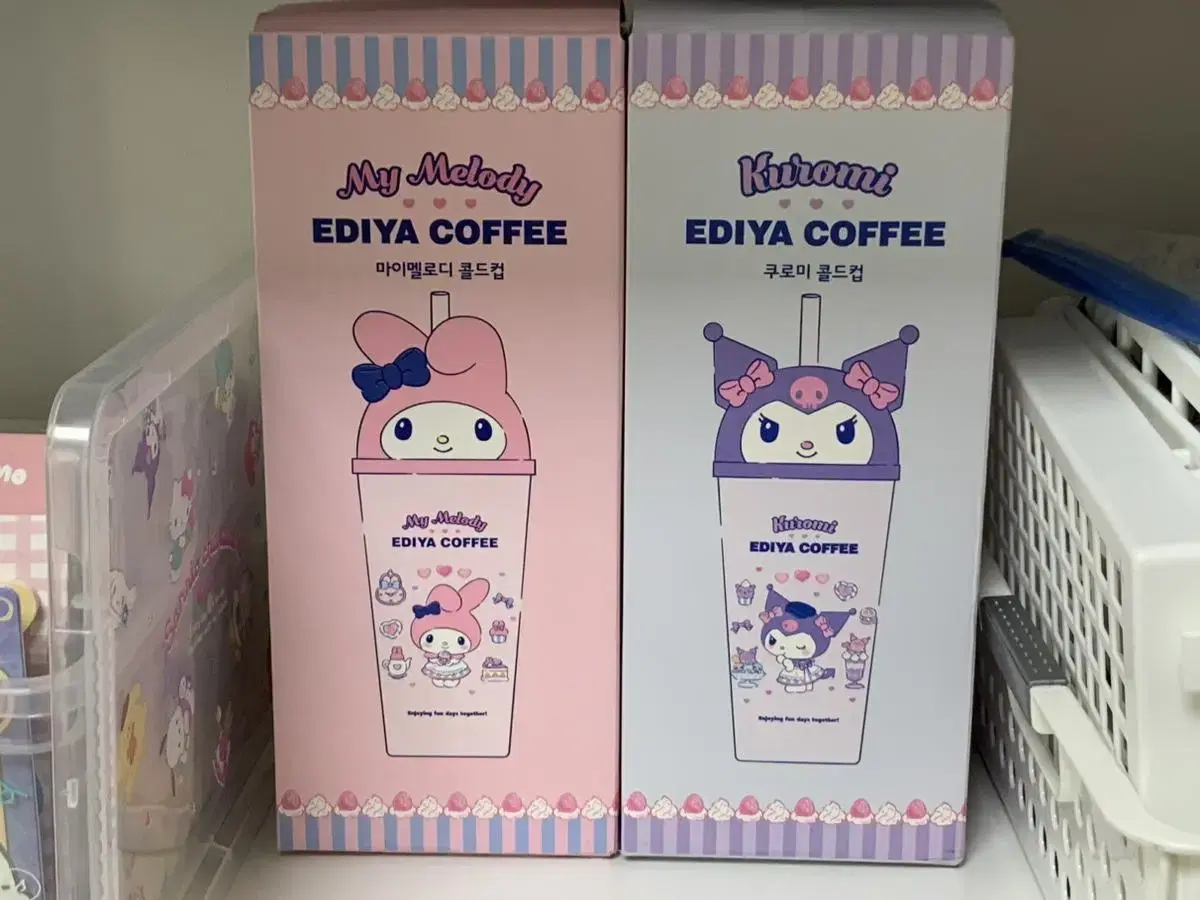 My Melody
EDIYA COFFEE
마이멜로디 콜드컵
My Melody
EDIYA COFFEE
Enjoying fun days together!
Kuromi
EDIYA COFFEE
쿠로미 콜드컵
Kuromi
EDIYA COFFEE
Enjoying fun days together!